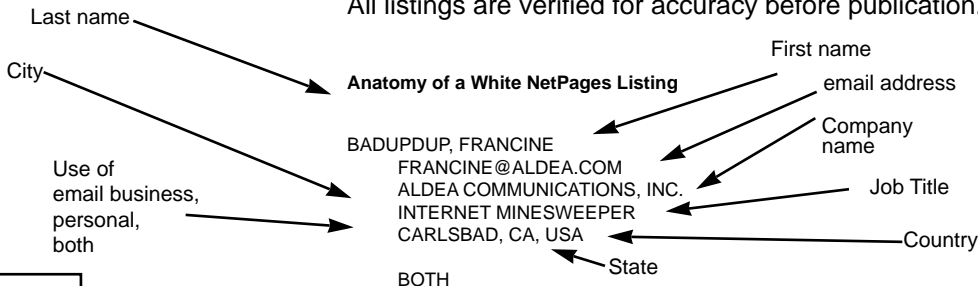 All listings are verified for accuracy before publication.
Last name
First name
City
Anatomy of a White NetPages Listing
email address
Company
name
BADUPDUP, FRANCINE
FRANCINE@ALDEA.COM
Use of
email business,
personal,
both
ALDEA COMMUNICATIONS, INC.
Job Title
INTERNET MINESWEEPER
CARLSBAD, CA, USA
Country
State
BOTH